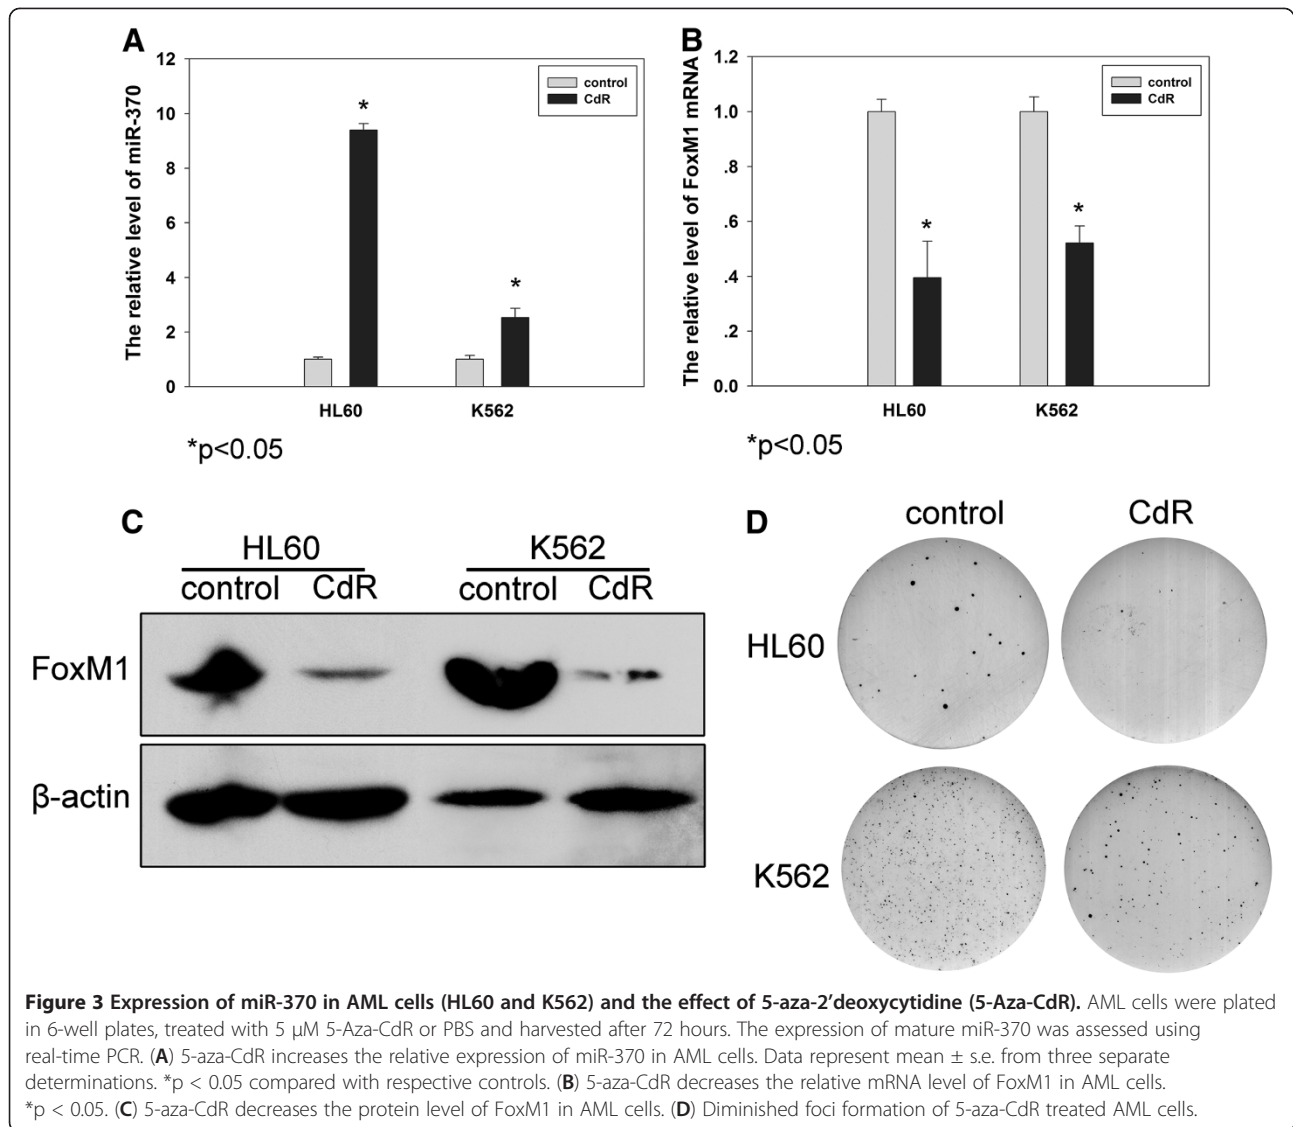 A
The relative level of miR-370
12
10
8
6
4
2
0
control
CdR
*
*
HL60
K562
*p<0.05
B
The relative level of FoxM1 mRNA
1.2
1.0
.8
.6
.4
.2
0.0
control
CdR
*
*
HL60
K562
*p<0.05
C
HL60 K562
control CdR control CdR
FoxM1
β-actin
D
control CdR
HL60
K562
Figure 3 Expression of miR-370 in AML cells (HL60 and K562) and the effect of 5-aza-2'deoxycytidine (5-Aza-CdR). AML cells were plated
in 6-well plates, treated with 5 μM 5-Aza-CdR or PBS and harvested after 72 hours. The expression of mature miR-370 was assessed using
real-time PCR. (A) 5-aza-CdR increases the relative expression of miR-370 in AML cells. Data represent mean ± s.e. from three separate
determinations. *p < 0.05 compared with respective controls. (B) 5-aza-CdR decreases the relative mRNA level of FoxM1 in AML cells.
*p < 0.05. (C) 5-aza-CdR decreases the protein level of FoxM1 in AML cells. (D) Diminished foci formation of 5-aza-CdR treated AML cells.